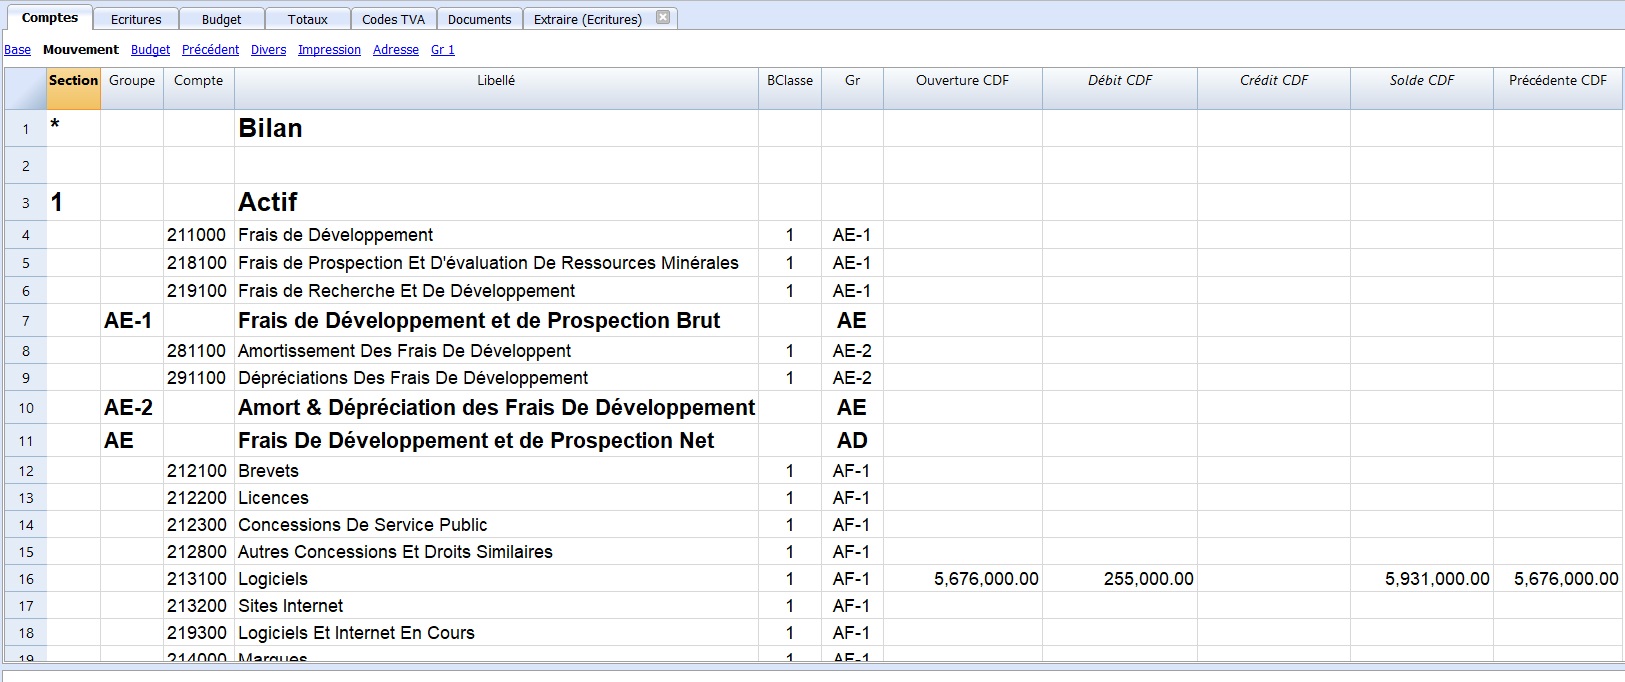 Comptes Ecritures Budget Totaux Codes TVA Documents Extraire (Ecritures)
Base Mouvement Budget Précédent Divers Impression Adresse Gr 1
Section Groupe Compte Libellé BClasse Gr Ouverture CDF Débit CDF Crédit CDF Solde CDF Précédente CDF
1 * Bilan
2
3 1 Actif
4 211000 Frais de Développement 1 AE-1
5 218100 Frais de Prospection Et D'évaluation De Ressources Minérales 1 AE-1
6 219100 Frais de Recherche Et De Développement 1 AE-1
7 AE-1 Frais de Développement et de Prospection Brut AE
8 281100 Amortissement Des Frais De Développent 1 AE-2
9 291100 Dépréciations Des Frais De Développement 1 AE-2
10 AE-2 Amort & Dépréciation des Frais De Développement AE
11 AE Frais De Développement et de Prospection Net AD
12 212100 Brevets 1 AF-1
13 212200 Licences 1 AF-1
14 212300 Concessions De Service Public 1 AF-1
15 212800 Autres Concessions Et Droits Similaires 1 AF-1
16 213100 Logiciels 1 AF-1 5,676,000.00 255,000.00 5,931,000.00 5,676,000.00
17 213200 Sites Internet 1 AF-1
18 219300 Logiciels Et Internet En Cours 1 AF-1
19 214000 Marques 1